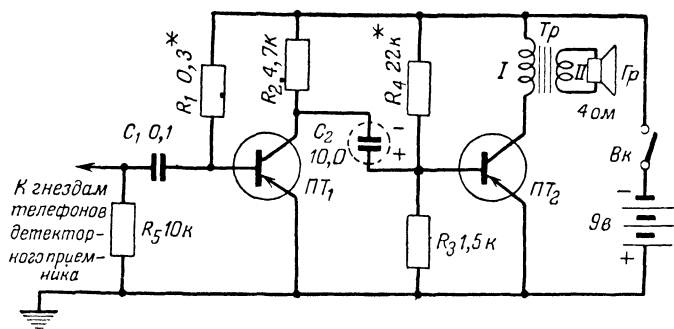 R₁ 0,3*
R₂ 4,7к
R₄ 22к*
I
Тр
II
Гр
4 ом
C₁ 0,1
C₂
10,0
−
+
Вк
ПТ₁
ПТ₂
К гнездам
телефонов
детектор-
ного прием-
ника
R₅ 10к
R₃ 1,5к
−
9в
+